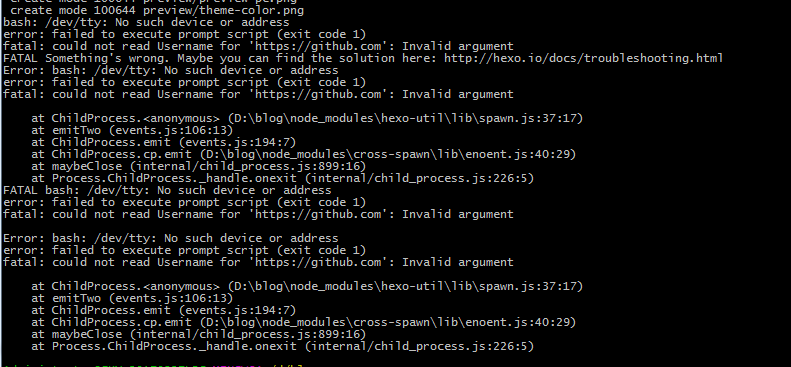 create mode 100644 preview/preview-pc.png
create mode 100644 preview/theme-color.png
bash: /dev/tty: No such device or address
error: failed to execute prompt script (exit code 1)
fatal: could not read Username for 'https://github.com': Invalid argument
FATAL Something's wrong. Maybe you can find the solution here: http://hexo.io/docs/troubleshooting.html
Error: bash: /dev/tty: No such device or address
error: failed to execute prompt script (exit code 1)
fatal: could not read Username for 'https://github.com': Invalid argument
at ChildProcess.<anonymous> (D:\blog\node_modules\hexo-util\lib\spawn.js:37:17)
at emitTwo (events.js:106:13)
at ChildProcess.emit (events.js:194:7)
at ChildProcess.cp.emit (D:\blog\node_modules\cross-spawn\lib\enoent.js:40:29)
at maybeClose (internal/child_process.js:899:16)
at Process.ChildProcess._handle.onexit (internal/child_process.js:226:5)
FATAL bash: /dev/tty: No such device or address
error: failed to execute prompt script (exit code 1)
fatal: could not read Username for 'https://github.com': Invalid argument
Error: bash: /dev/tty: No such device or address
error: failed to execute prompt script (exit code 1)
fatal: could not read Username for 'https://github.com': Invalid argument
at ChildProcess.<anonymous> (D:\blog\node_modules\hexo-util\lib\spawn.js:37:17)
at emitTwo (events.js:106:13)
at ChildProcess.emit (events.js:194:7)
at ChildProcess.cp.emit (D:\blog\node_modules\cross-spawn\lib\enoent.js:40:29)
at maybeClose (internal/child_process.js:899:16)
at Process.ChildProcess._handle.onexit (internal/child_process.js:226:5)